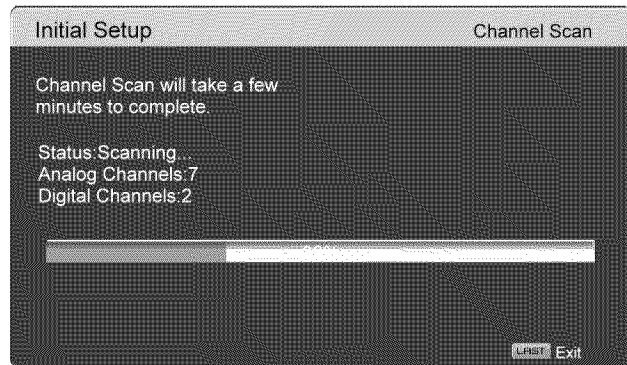 Initial Setup
Channel Scan
Channel Scan will take a few
minutes to complete.
Status:Scanning...
Analog Channels:7
Digital Channels:2
LAST Exit